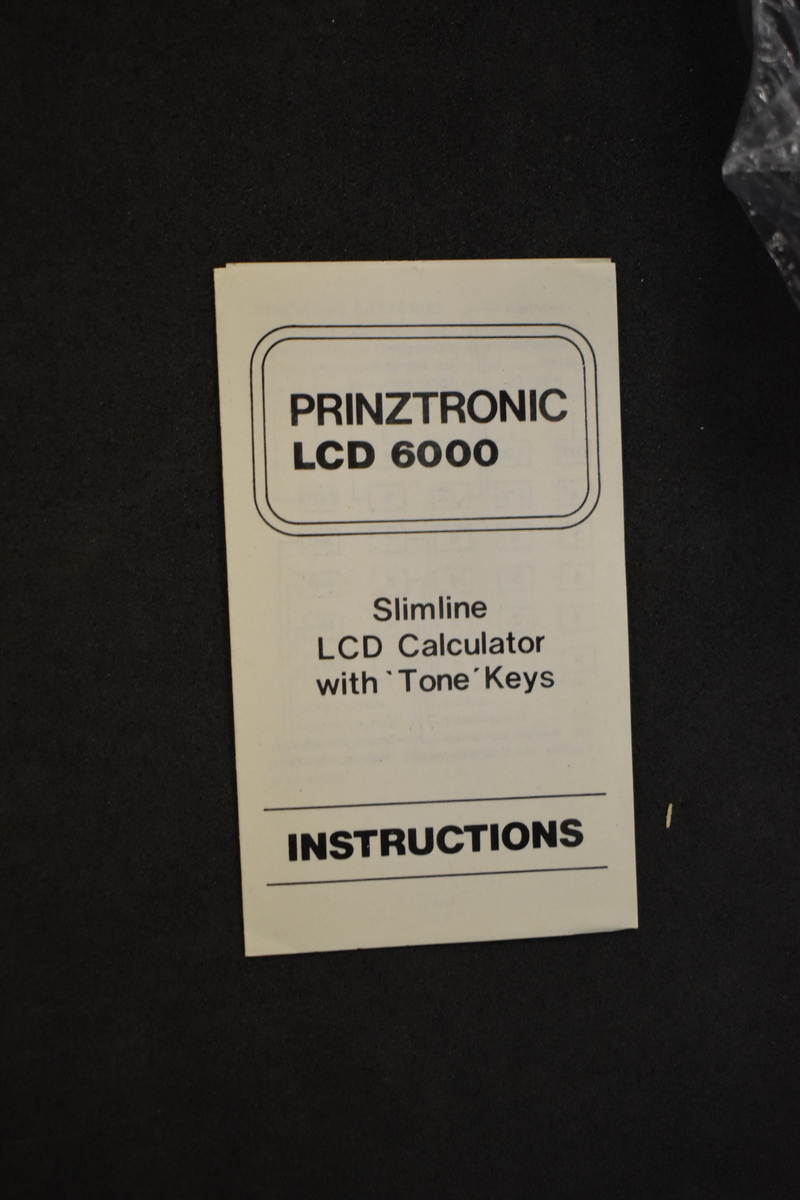 PRINZTRONIC
LCD 6000
Slimline
LCD Calculator
with `Tone´ Keys
INSTRUCTIONS